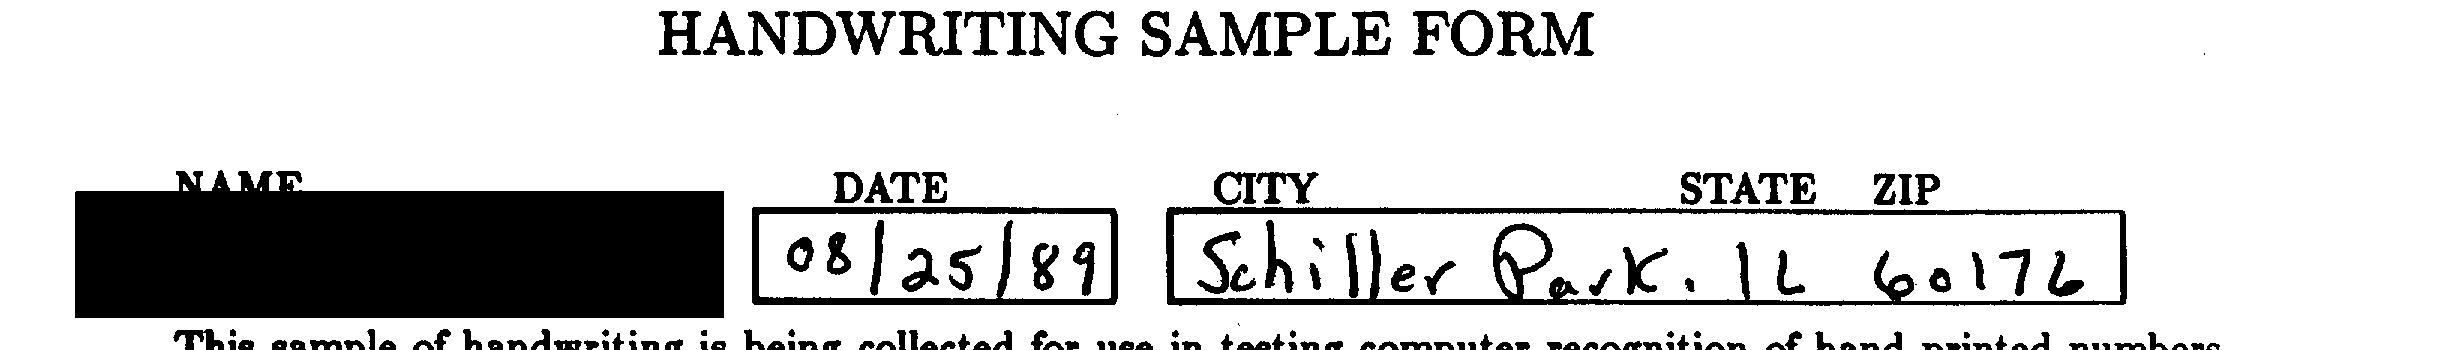 HANDWRITING SAMPLE FORM
NAME DATE CITY STATE ZIP
08/25/89 Schiller Park. IL 60176
This sample of handwriting is being collected for use in testing computer recognition of hand printed numbers